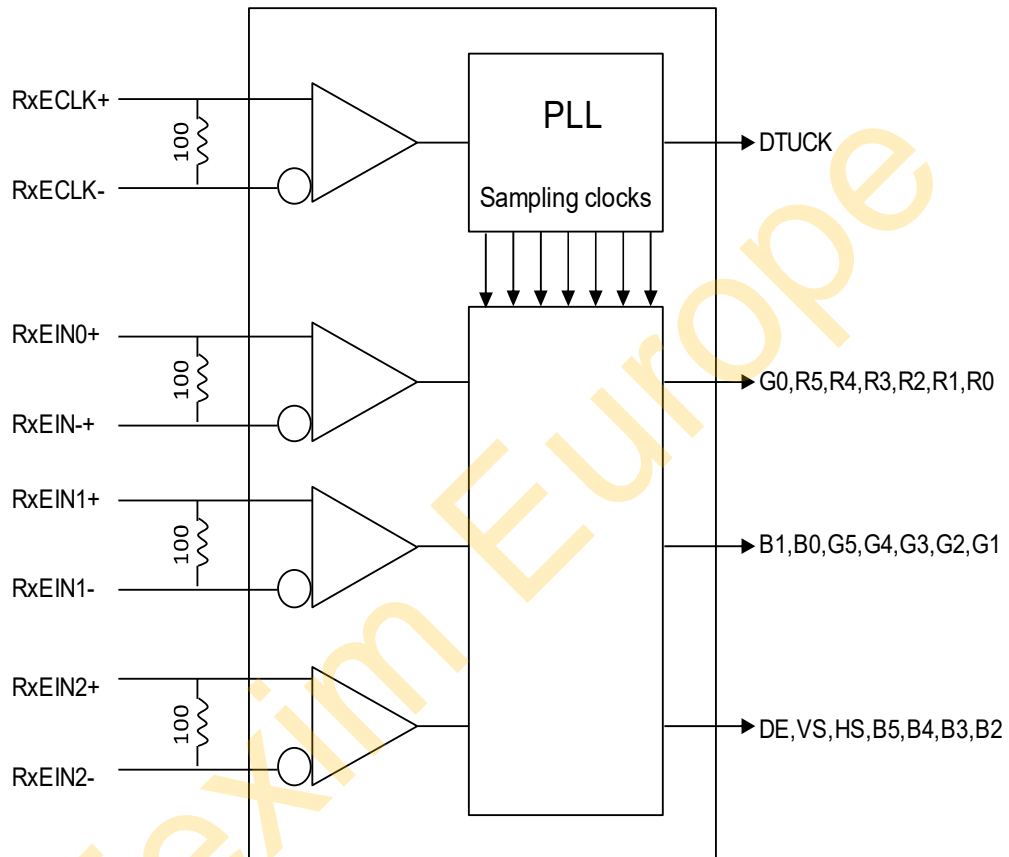 RxECLK+
100
RxECLK-
PLL
Sampling clocks
DTUCK
RxEIN0+
100
RxEIN-+
G0,R5,R4,R3,R2,R1,R0
RxEIN1+
100
RxEIN1-
B1,B0,G5,G4,G3,G2,G1
RxEIN2+
100
RxEIN2-
DE,VS,HS,B5,B4,B3,B2
Europe